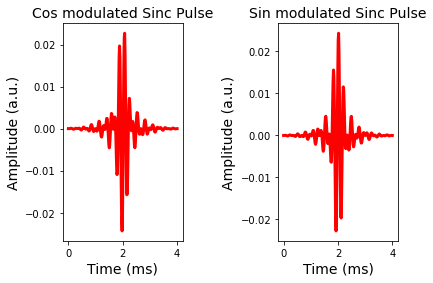 Cos modulated Sinc Pulse
Sin modulated Sinc Pulse
Amplitude (a.u.)
0.02
0.01
0.00
−0.01
−0.02
0 2 4
Time (ms)
Amplitude (a.u.)
0.02
0.01
0.00
−0.01
−0.02
0 2 4
Time (ms)